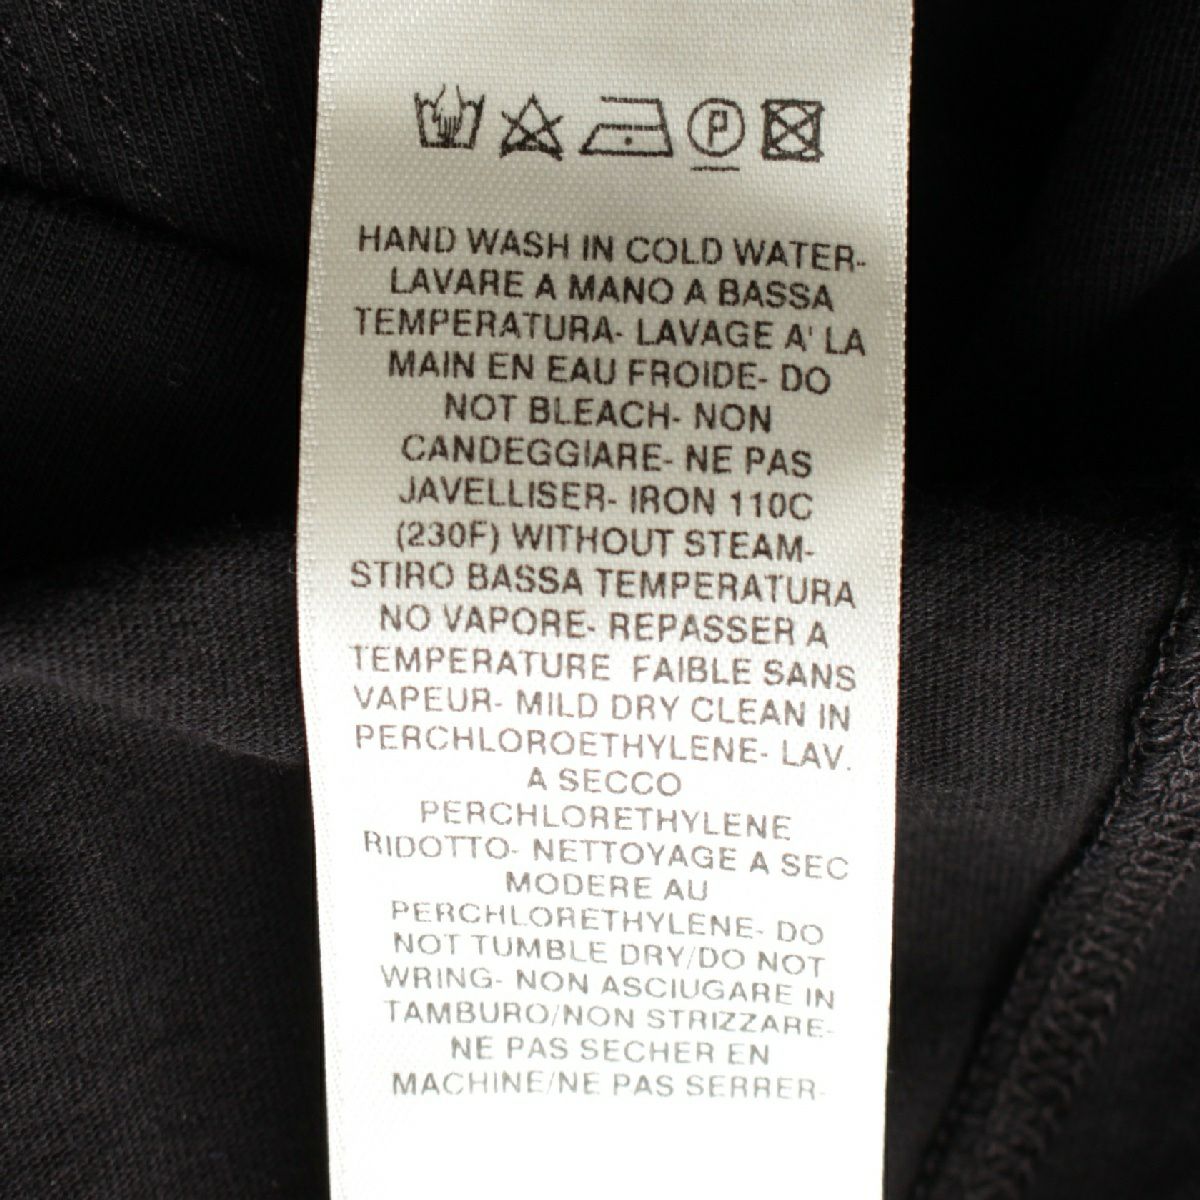 P
HAND WASH IN COLD WATER-
LAVARE A MANO A BASSA
TEMPERATURA- LAVAGE A' LA
MAIN EN EAU FROIDE- DO
NOT BLEACH- NON
CANDEGGIARE- NE PAS
JAVELLISER- IRON 110C
(230F) WITHOUT STEAM-
STIRO BASSA TEMPERATURA
NO VAPORE- REPASSER A
TEMPERATURE FAIBLE SANS
VAPEUR- MILD DRY CLEAN IN
PERCHLOROETHYLENE- LAV.
A SECCO
PERCHLORETHYLENE
RIDOTTO- NETTOYAGE A SEC
MODERE AU
PERCHLORETHYLENE- DO
NOT TUMBLE DRY/DO NOT
WRING- NON ASCIUGARE IN
TAMBURO/NON STRIZZARE-
NE PAS SECHER EN
MACHINE/NE PAS SERRER-